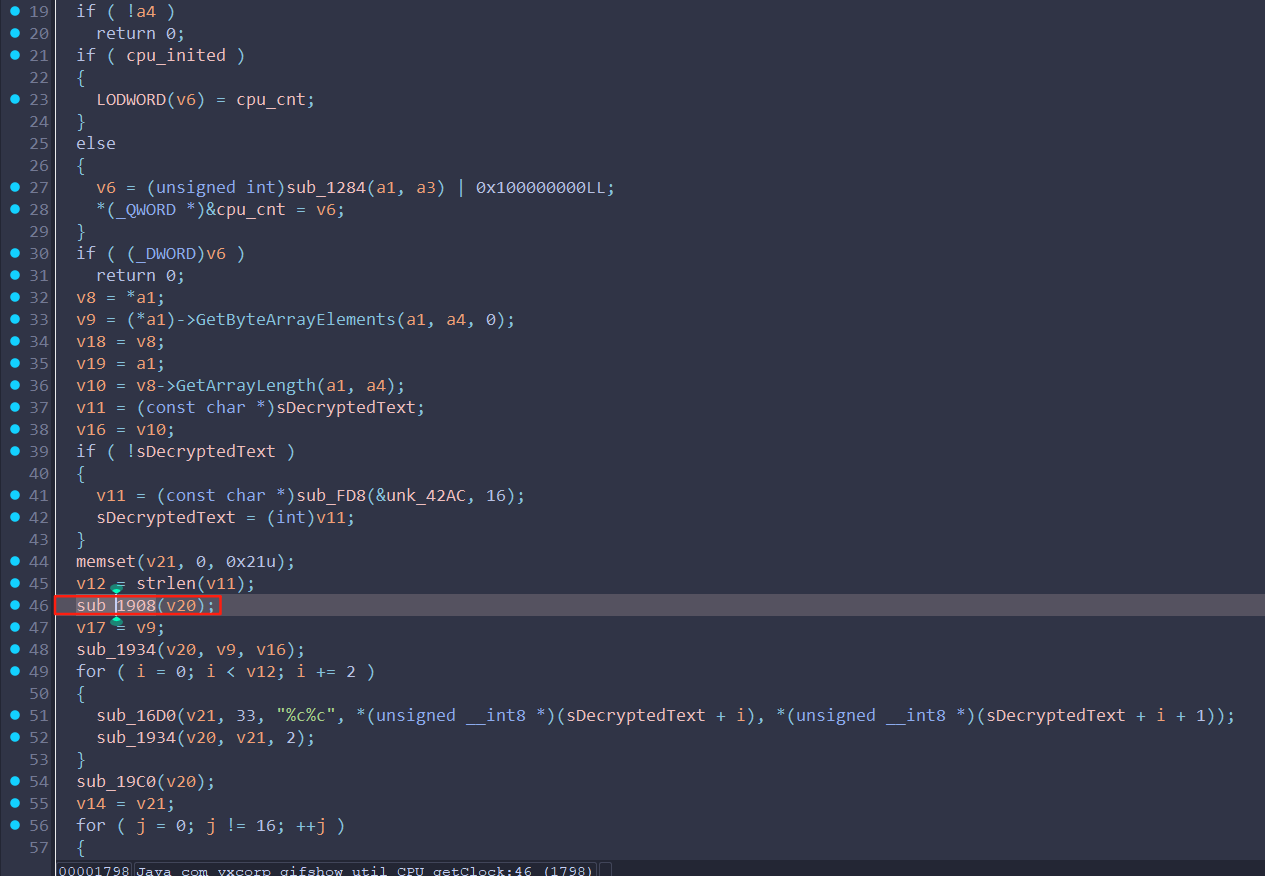 19 if ( !a4 )
20 return 0;
21 if ( cpu_inited )
22 {
23 LODWORD(v6) = cpu_cnt;
24 }
25 else
26 {
27 v6 = (unsigned int)sub_1284(a1, a3) | 0x100000000LL;
28 *(_QWORD *)&cpu_cnt = v6;
29 }
30 if ( (_DWORD)v6 )
31 return 0;
32 v8 = *a1;
33 v9 = (*a1)->GetByteArrayElements(a1, a4, 0);
34 v18 = v8;
35 v19 = a1;
36 v10 = v8->GetArrayLength(a1, a4);
37 v11 = (const char *)sDecryptedText;
38 v16 = v10;
39 if ( !sDecryptedText )
40 {
41 v11 = (const char *)sub_FD8(&unk_42AC, 16);
42 sDecryptedText = (int)v11;
43 }
44 memset(v21, 0, 0x21u);
45 v12 = strlen(v11);
46 sub_1908(v20);
47 v17 = v9;
48 sub_1934(v20, v9, v16);
49 for ( i = 0; i < v12; i += 2 )
50 {
51 sub_16D0(v21, 33, "%c%c", *(unsigned __int8 *)(sDecryptedText + i), *(unsigned __int8 *)(sDecryptedText + i + 1));
52 sub_1934(v20, v21, 2);
53 }
54 sub_19C0(v20);
55 v14 = v21;
56 for ( j = 0; j != 16; ++j )
57 {
00001798 Java_com_yxcorp_gifshow_util_CPU_getClock:46 (1798)